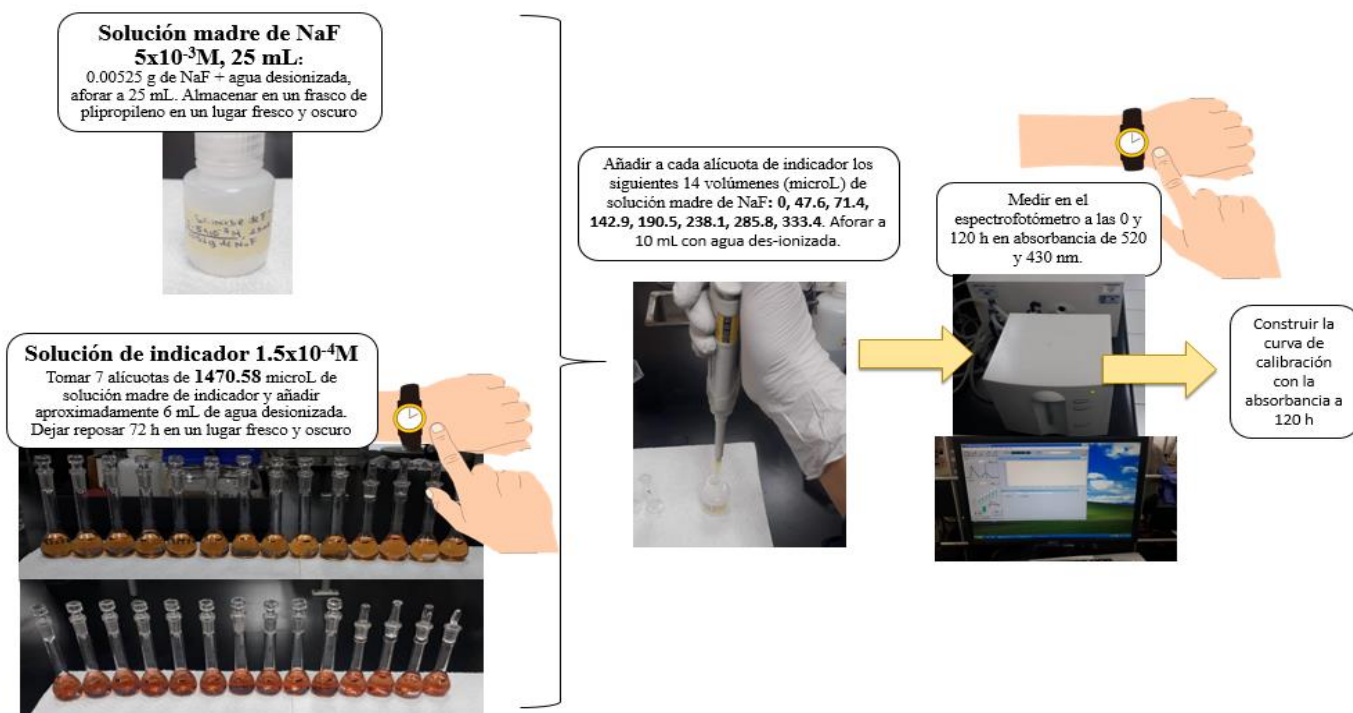 Solución madre de NaF
5x10-³M, 25 mL:
0.00525 g de NaF + agua desionizada,
aforar a 25 mL. Almacenar en un frasco de
plipropileno en un lugar fresco y oscuro
Solución de indicador 1.5x10-⁴M
Tomar 7 alícuotas de 1470.58 microL de
solución madre de indicador y añadir
aproximadamente 6 mL de agua desionizada.
Dejar reposar 72 h en un lugar fresco y oscuro
Añadir a cada alícuota de indicador los
siguientes 14 volúmenes (microL) de
solución madre de NaF: 0, 47.6, 71.4,
142.9, 190.5, 238.1, 285.8, 333.4. Aforar a
10 mL con agua des-ionizada.
Medir en el
espectrofotómetro a las 0 y
120 h en absorbancia de 520
y 430 nm.
Construir la
curva de
calibración
con la
absorbancia a
120 h